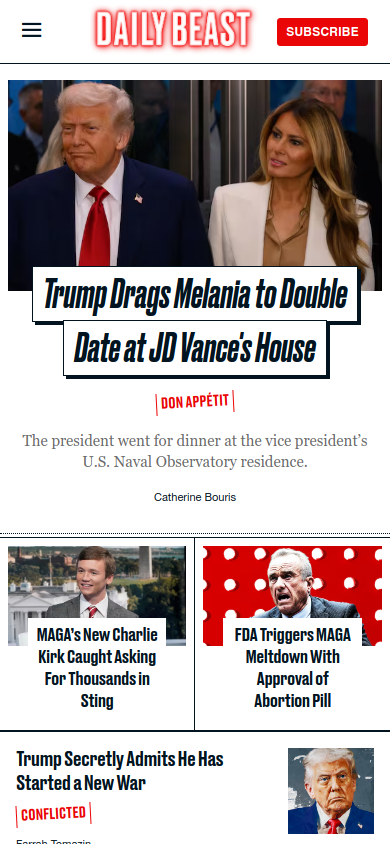 DAILY BEAST
SUBSCRIBE
Trump Drags Melania to Double
Date at JD Vance's House
DON APPÉTIT
The president went for dinner at the vice president’s
U.S. Naval Observatory residence.
Catherine Bouris
MAGA’s New Charlie
Kirk Caught Asking
For Thousands in
Sting
FDA Triggers MAGA
Meltdown With
Approval of
Abortion Pill
Trump Secretly Admits He Has
Started a New War
CONFLICTED